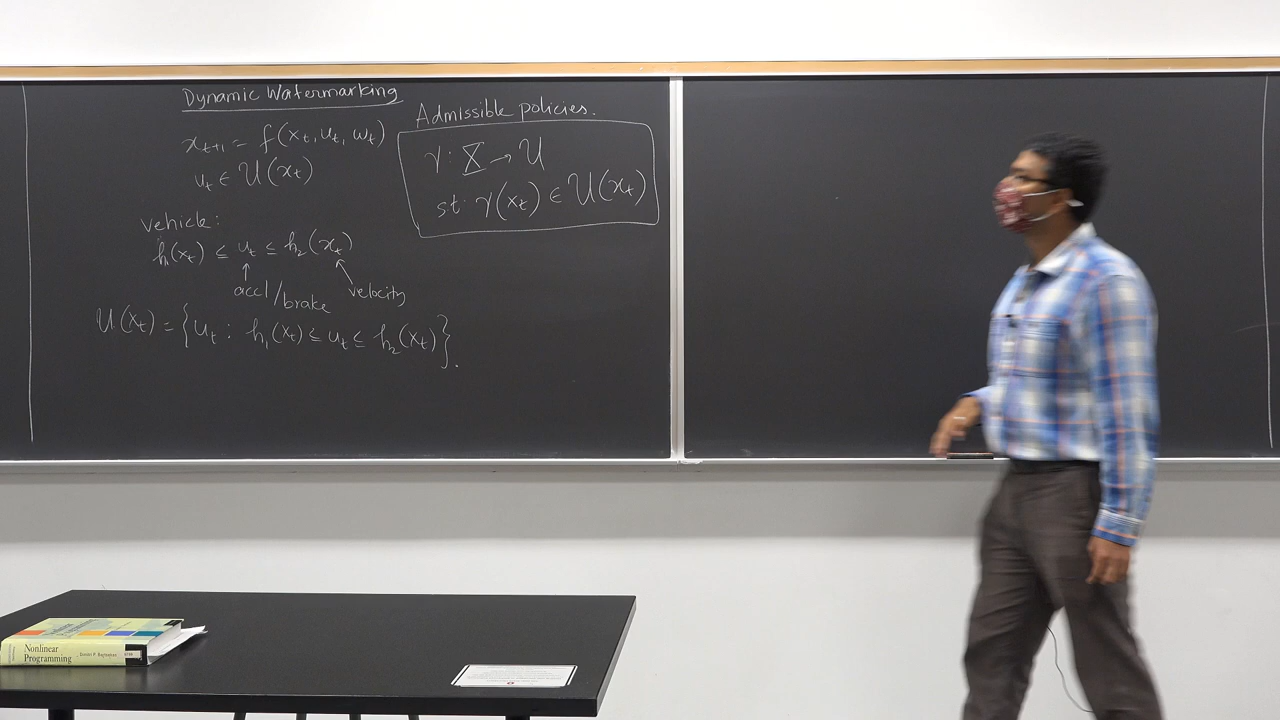 Dynamic Watermarking
x_{t+1} = f(x_t, u_t, w_t)
u_t ∈ U(x_t)
vehicle:
h_1(x_t) ≤ u_t ≤ h_2(x_t)
↑ ↖
accl/brake velocity
U(x_t) = {u_t : h_1(x_t) ≤ u_t ≤ h_2(x_t)}.
Admissible policies.
γ : X → U
st. γ(x_t) ∈ U(x_t)
Nonlinear
Programming
Dimitri P. Bertsekas